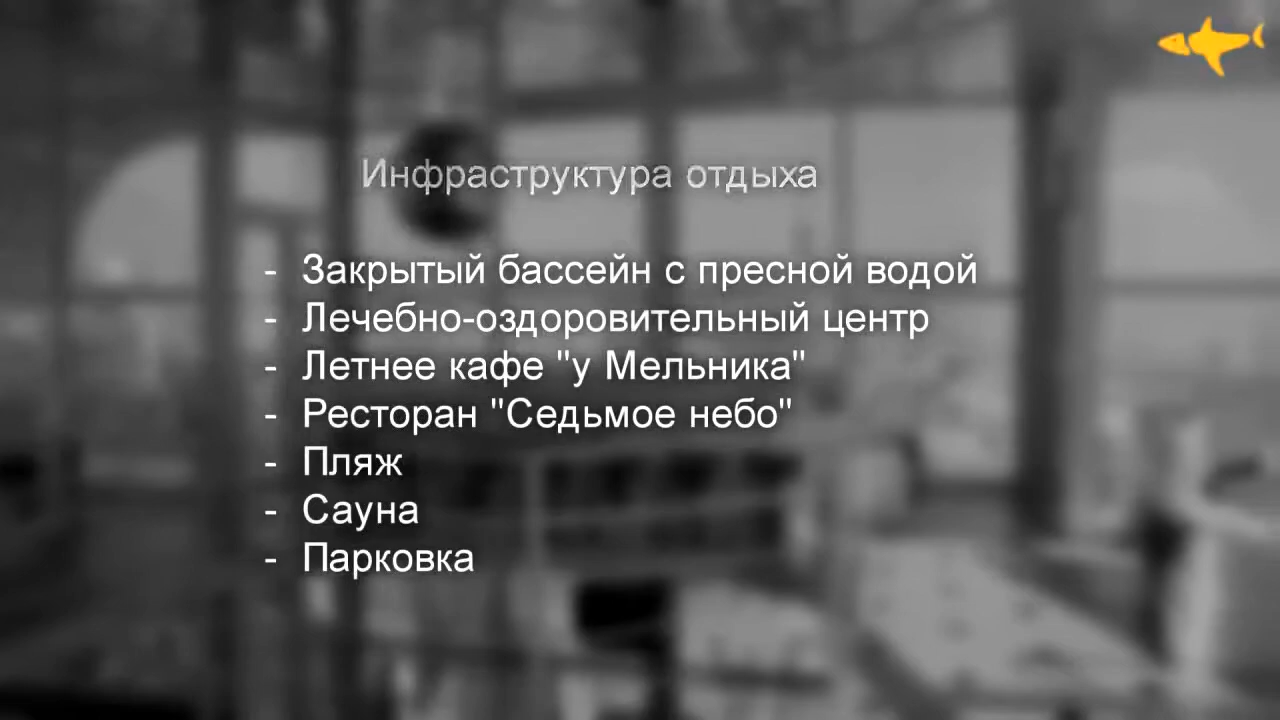 Инфраструктура отдыха
- Закрытый бассейн с пресной водой
- Лечебно-оздоровительный центр
- Летнее кафе "у Мельника"
- Ресторан "Седьмое небо"
- Пляж
- Сауна
- Парковка